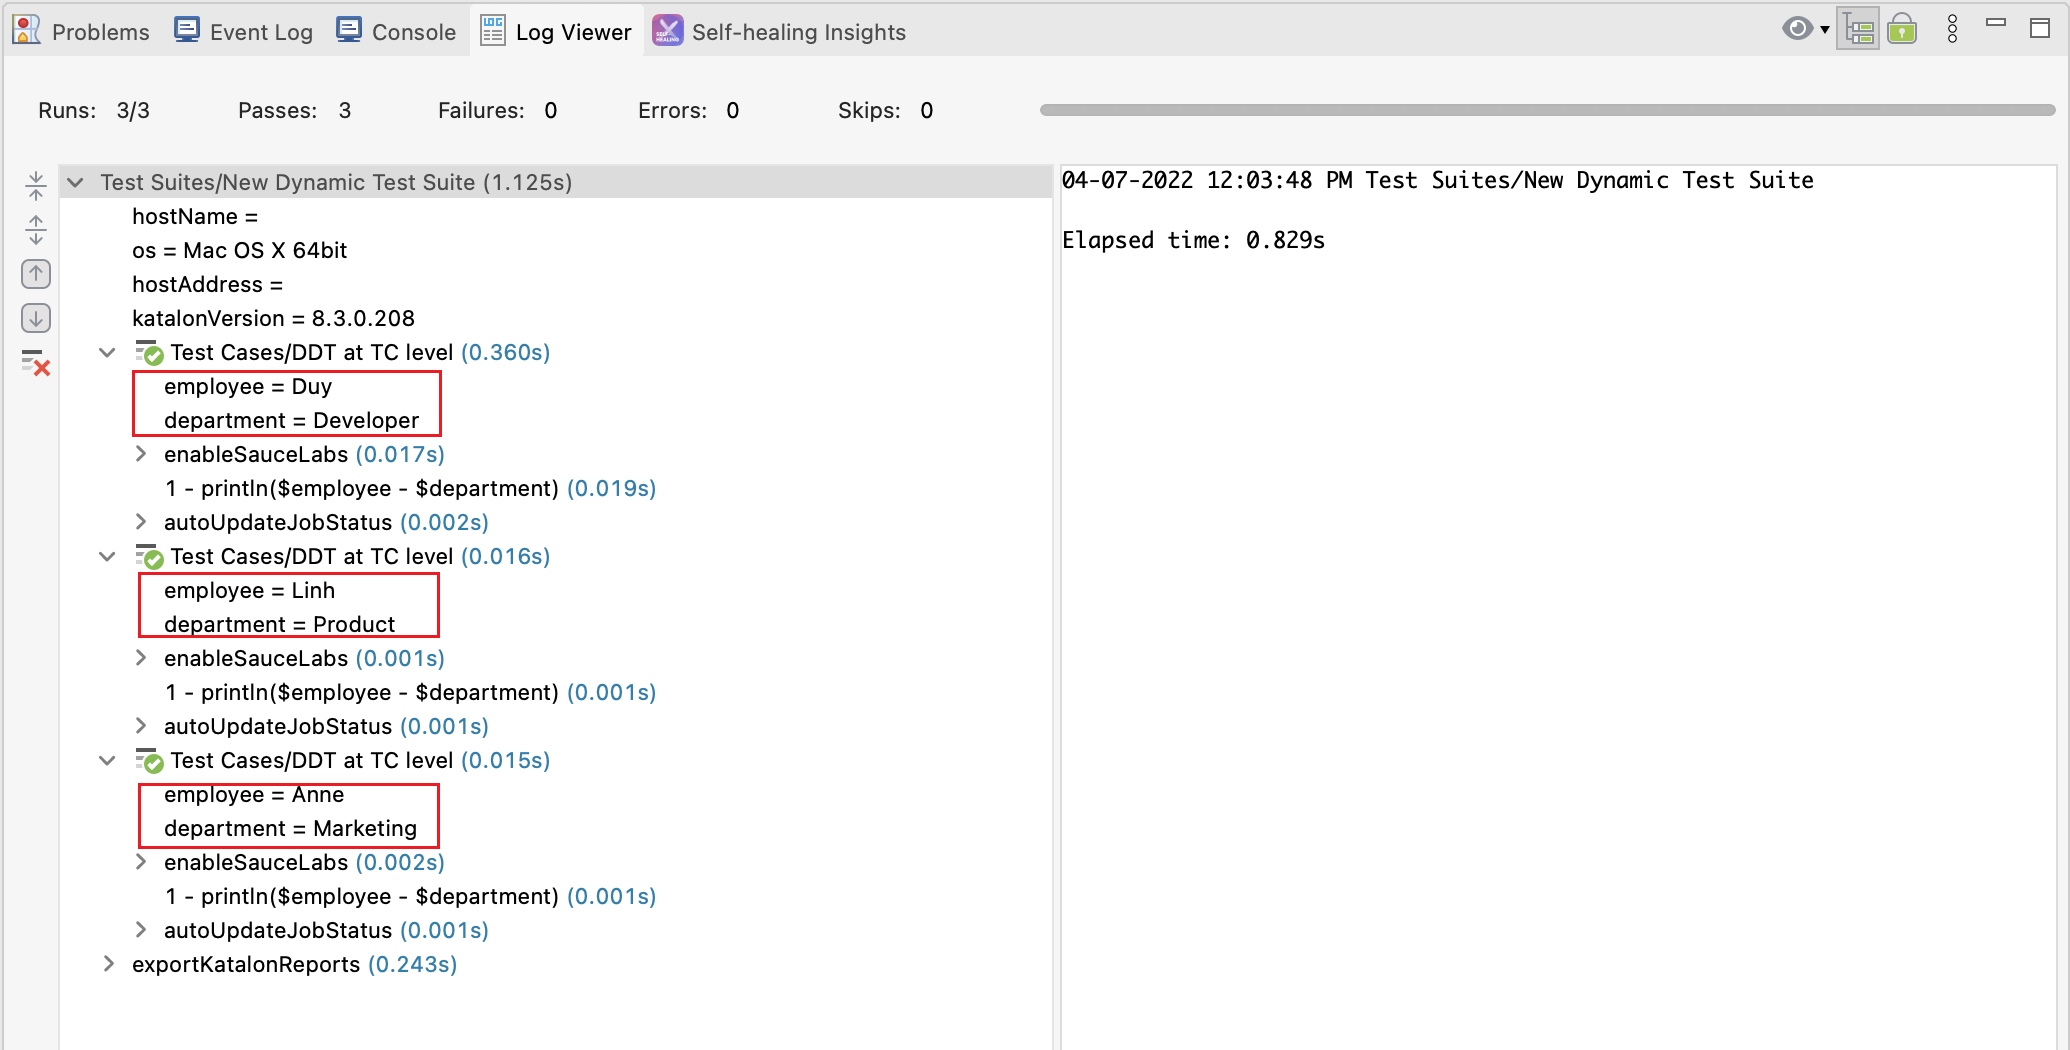 Problems Event Log Console Log Viewer Self-healing Insights
Runs: 3/3 Passes: 3 Failures: 0 Errors: 0 Skips: 0
Test Suites/New Dynamic Test Suite (1.125s)
hostName =
os = Mac OS X 64bit
hostAddress =
katalonVersion = 8.3.0.208
Test Cases/DDT at TC level (0.360s)
employee = Duy
department = Developer
enableSauceLabs (0.017s)
1 - println($employee - $department) (0.019s)
autoUpdateJobStatus (0.002s)
Test Cases/DDT at TC level (0.016s)
employee = Linh
department = Product
enableSauceLabs (0.001s)
1 - println($employee - $department) (0.001s)
autoUpdateJobStatus (0.001s)
Test Cases/DDT at TC level (0.015s)
employee = Anne
department = Marketing
enableSauceLabs (0.002s)
1 - println($employee - $department) (0.001s)
autoUpdateJobStatus (0.001s)
exportKatalonReports (0.243s)
04-07-2022 12:03:48 PM Test Suites/New Dynamic Test Suite
Elapsed time: 0.829s